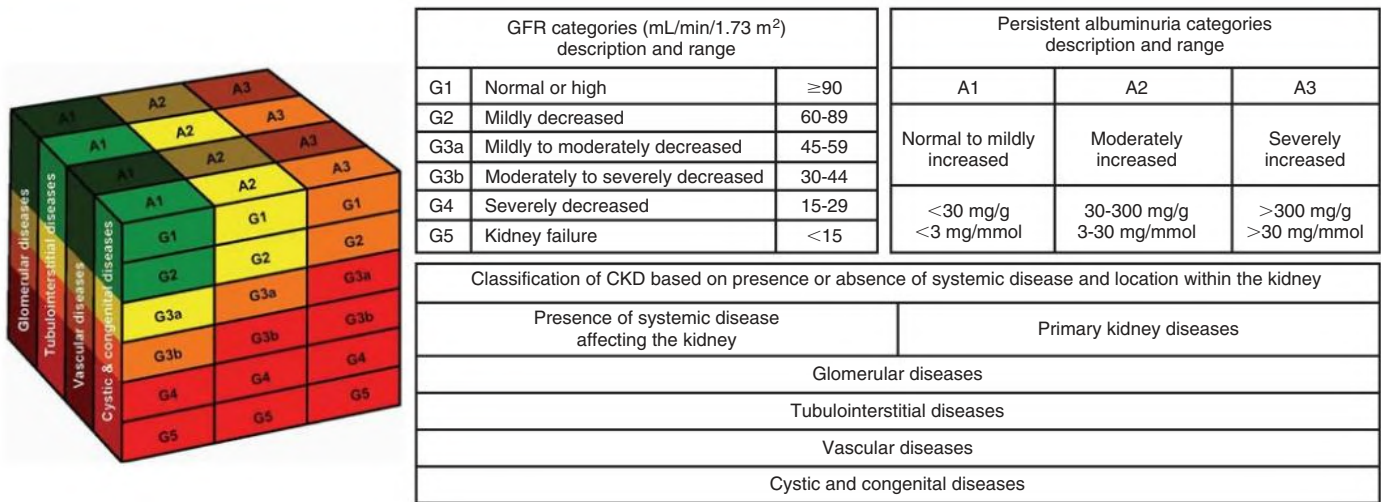 A1 A2 A3
A1 A2 A3
A1 A2 A3
A1 A2 A3
G1 G1 G1
G2 G2 G2
G3a G3a G3a
G3b G3b G3b
G4 G4 G4
G5 G5 G5
Glomerular diseases
Tubulointerstitial diseases
Vascular diseases
Cystic & congenital diseases
GFR categories (mL/min/1.73 m²)
description and range
G1 Normal or high ≥90
G2 Mildly decreased 60-89
G3a Mildly to moderately decreased 45-59
G3b Moderately to severely decreased 30-44
G4 Severely decreased 15-29
G5 Kidney failure <15
Persistent albuminuria categories
description and range
A1 A2 A3
Normal to mildly
increased
Moderately
increased
Severely
increased
<30 mg/g
<3 mg/mmol
30-300 mg/g
3-30 mg/mmol
>300 mg/g
>30 mg/mmol
Classification of CKD based on presence or absence of systemic disease and location within the kidney
Presence of systemic disease
affecting the kidney
Primary kidney diseases
Glomerular diseases
Tubulointerstitial diseases
Vascular diseases
Cystic and congenital diseases